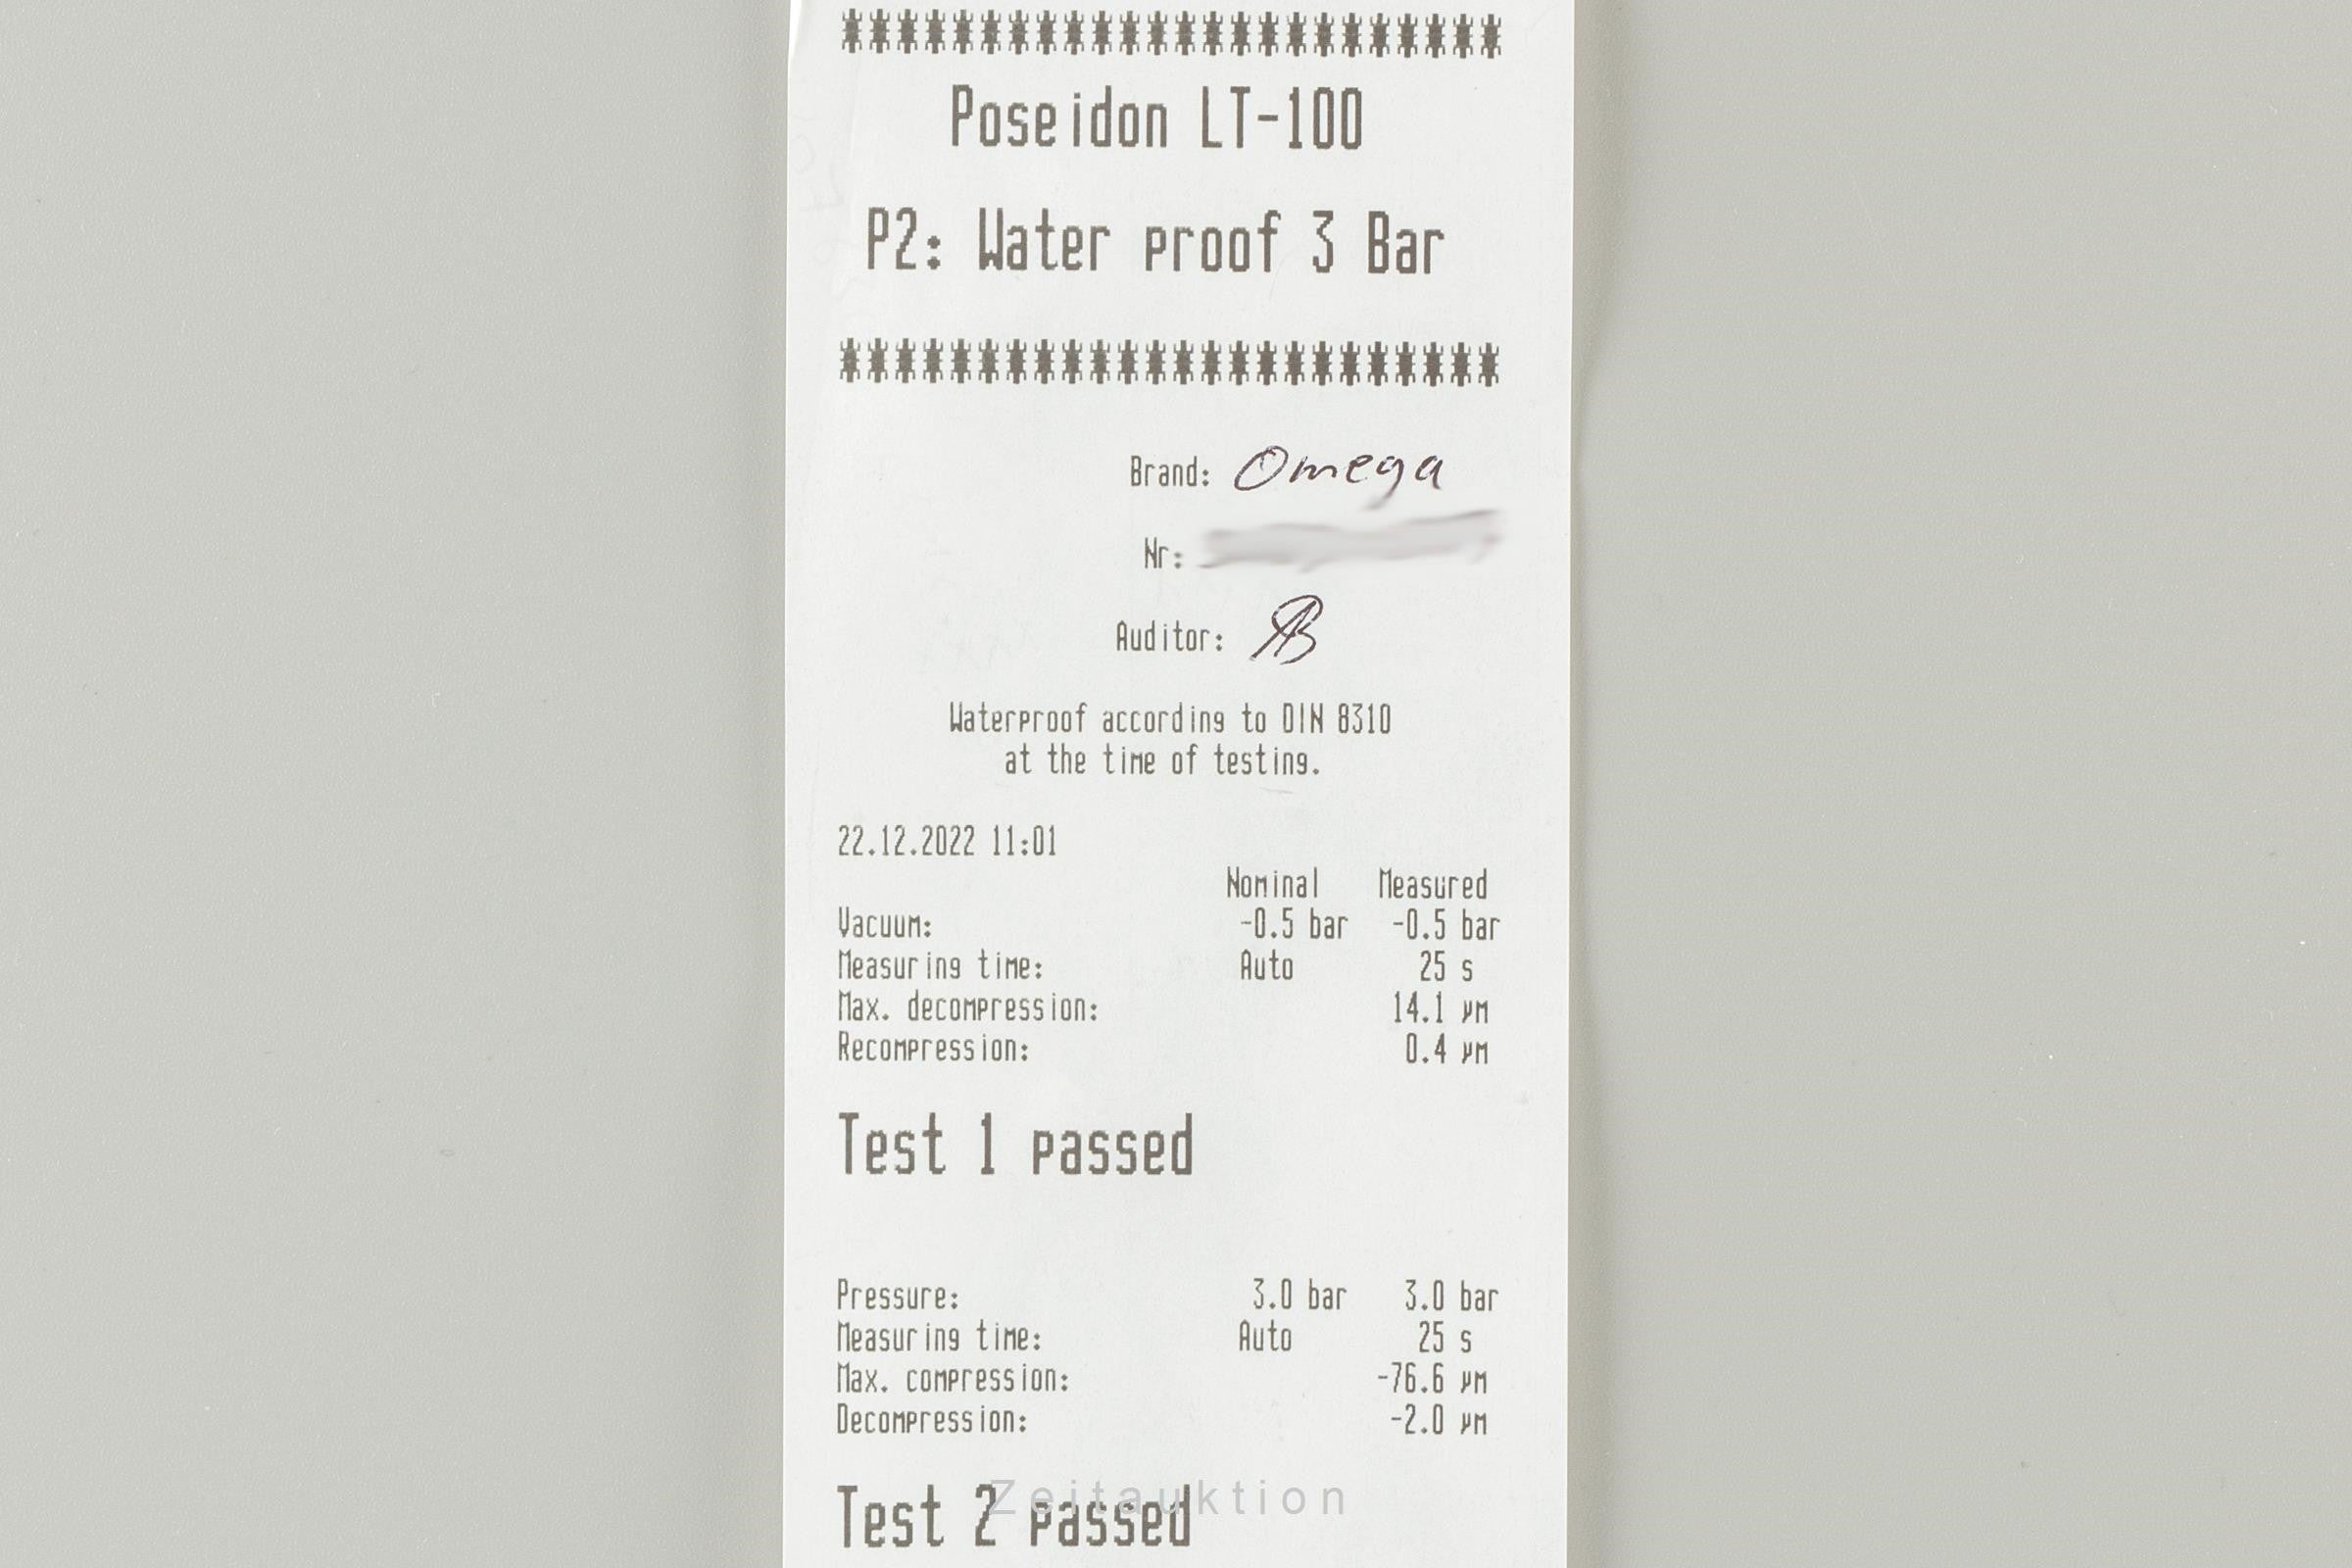 ************************
Poseidon LT-100
P2: Water proof 3 Bar
************************
Brand: Omega
Nr:
Auditor: AB
Waterproof according to DIN 8310
at the time of testing.
22.12.2022 11:01
Nominal Measured
Vacuum: -0.5 bar -0.5 bar
Measuring time: Auto 25 s
Max. decompression: 14.1 µm
Recompression: 0.4 µm
Test 1 passed
Pressure: 3.0 bar 3.0 bar
Measuring time: Auto 25 s
Max. compression: -76.6 µm
Decompression: -2.0 µm
Test 2 passed
Zeitauktion